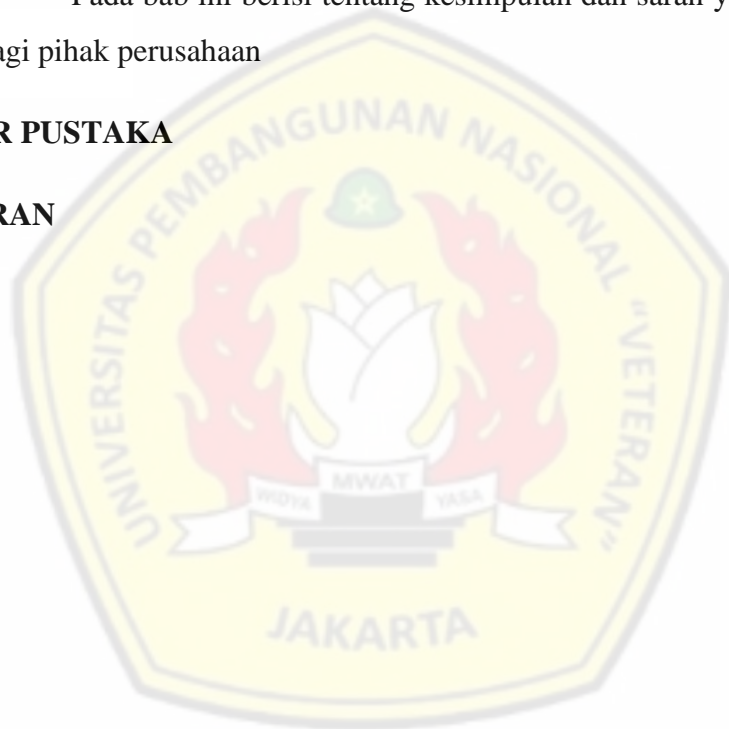 Pada bab ini berisi tentang kesimpulan dan saran y
agi pihak perusahaan
R PUSTAKA
RAN
UNIVERSITAS PEMBANGUNAN NASIONAL "VETERAN"
WIDYA MWAT YASA
JAKARTA